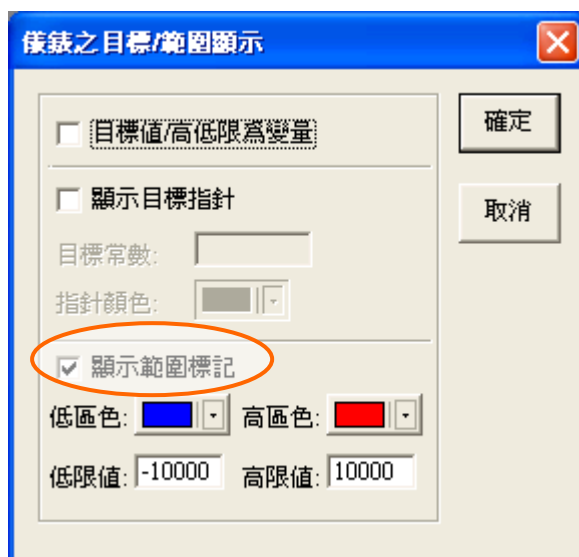 儀錶之目標/範圍顯示
目標值/高低限爲變量
確定
顯示目標指針
取消
目標常數:
指針顏色:
顯示範圍標記
低區色: 高區色:
低限值: -10000 高限值: 10000